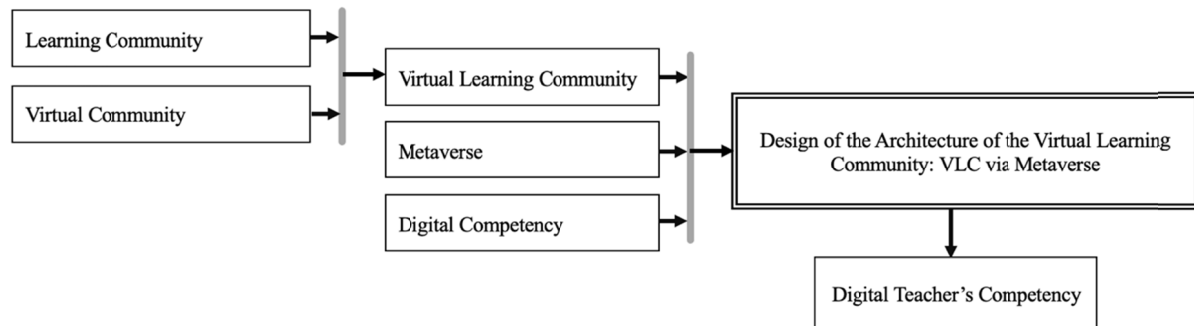 Learning Community
Virtual Community
Virtual Learning Community
Metaverse
Digital Competency
Design of the Architecture of the Virtual Learning
Community: VLC via Metaverse
Digital Teacher’s Competency